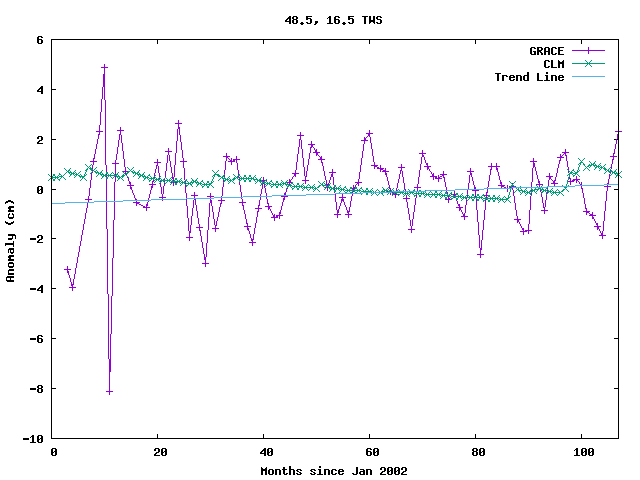 48.5, 16.5 TWS
GRACE
CLM
Trend Line
6
4
2
0
-2
-4
-6
-8
-10
Anomaly (cm)
0 20 40 60 80 100
Months since Jan 2002